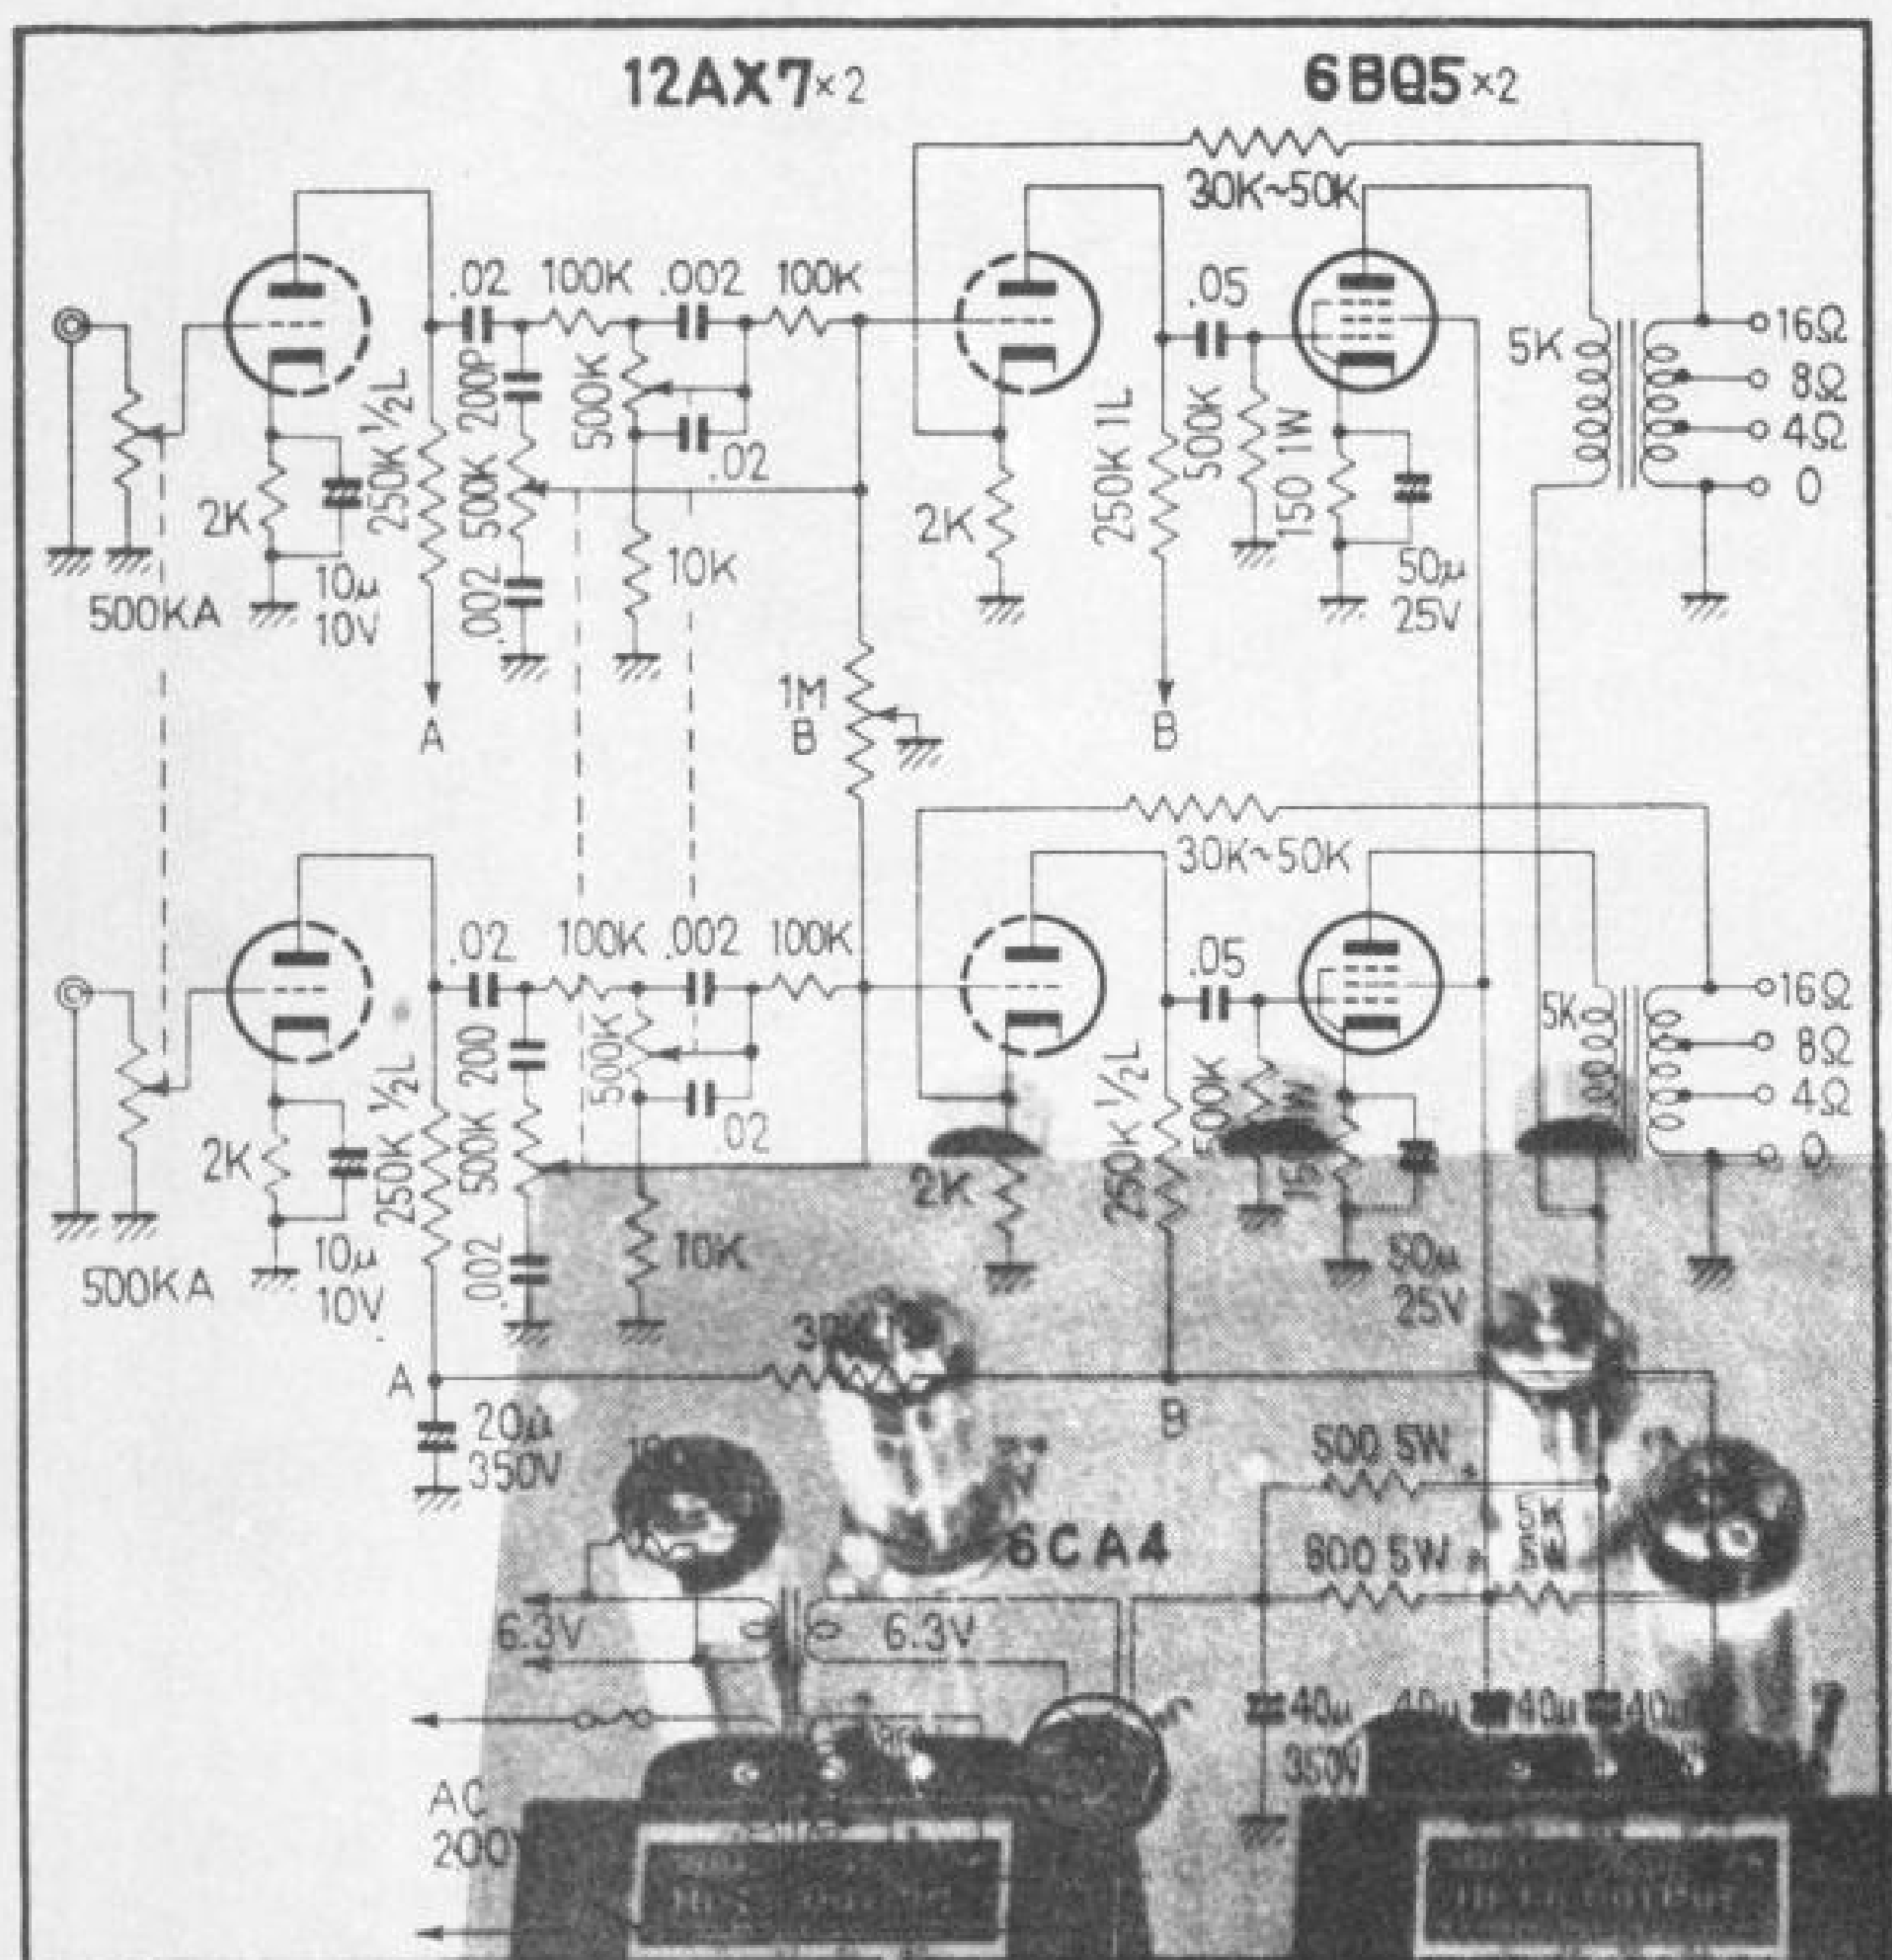 12AX7×2
6BQ5×2
30K~50K
.02
100K
.002
100K
.05
5K
16Ω
8Ω
4Ω
0
200P
500K
.02
250K ½L
500K
.002
10K
2K
10μ
10V
500KA
2K
250K 1L
500K
150 1W
50μ
25V
A
1M
B
B
30K~50K
.02
100K
.002
100K
.05
5K
16Ω
8Ω
4Ω
0
200
500K
.02
250K ½L
500K
.002
10K
2K
10μ
10V
500KA
2K
250K ½L
500K
50μ
25V
A
B
20μ
350V
500 5W
5K
5W
800 5W
6CA4
6.3V
6.3V
40μ
40μ
40μ
40μ
350V
AC